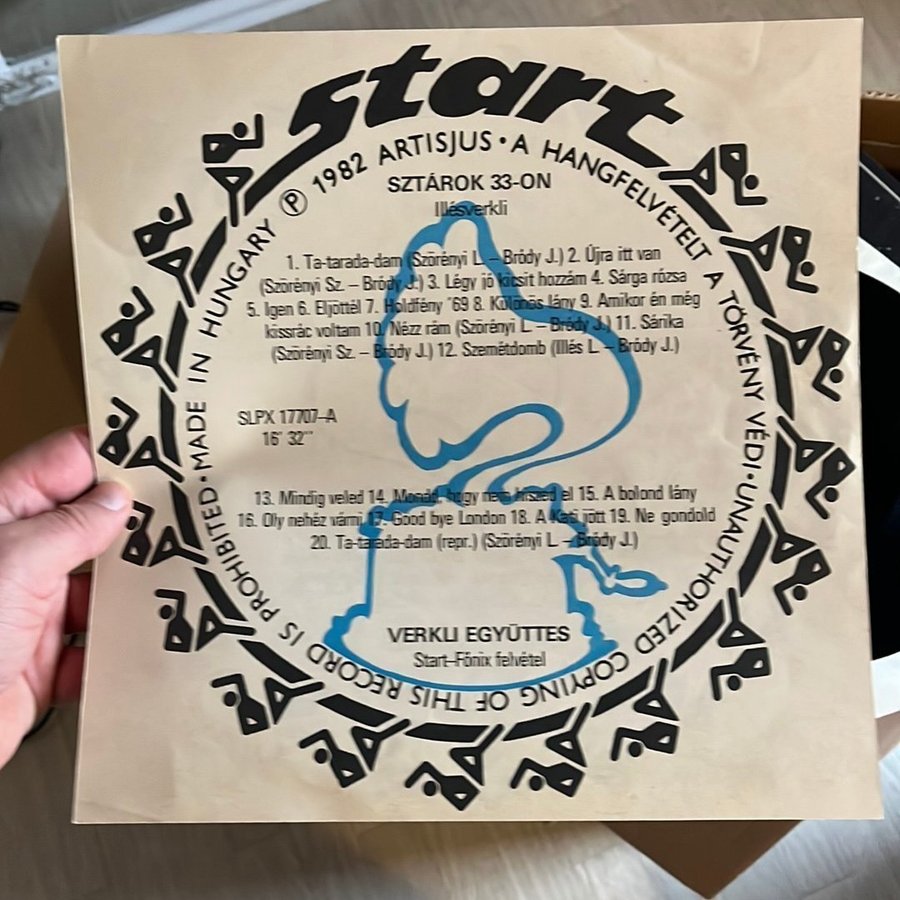 start
MADE IN HUNGARY Ⓟ 1982 ARTISJUS • A HANGFELVÉTELT A TÖRVÉNY VÉDI • UNAUTHORIZED COPYING OF THIS RECORD IS PROHIBITED •
SZTÁROK 33-ON
Illésverkli
1. Ta-tarada-dam (Szörényi L. – Bródy J.) 2. Újra itt van
(Szörényi Sz. – Bródy J.) 3. Légy jó kicsit hozzám 4. Sárga rózsa
5. Igen 6. Eljöttél 7. Holdfény ˝69 8. Különös lány 9. Amikor én még
kissrác voltam 10. Nézz rám (Szörényi L. – Bródy J.) 11. Sárika
(Szörényi Sz. – Bródy J.) 12. Szemétdomb (Illés L. – Bródy J.)
SLPX 17707–A
16' 32"
13. Mindig veled 14. Mondd, hogy nem hiszed el 15. A bolond lány
16. Oly nehéz várni 17. Good bye London 18. A Kati jött 19. Ne gondold
20. Ta-tarada-dam (repr.) (Szörényi L. – Bródy J.)
VERKLI EGYÜTTES
Start–Főnix felvétel